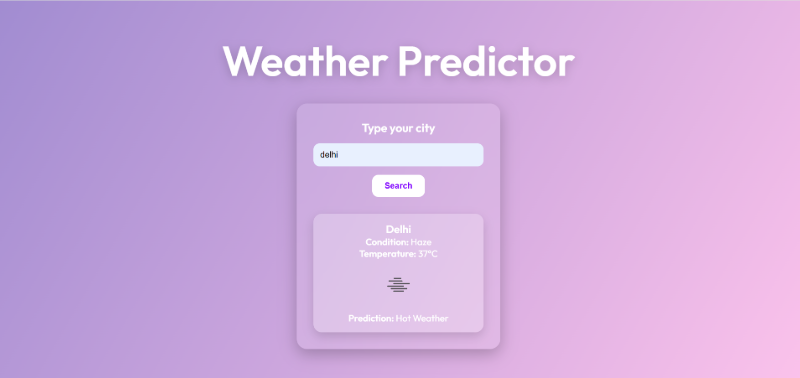 Weather Predictor
Type your city
delhi
Search
Delhi
Condition: Haze
Temperature: 37°C
Prediction: Hot Weather